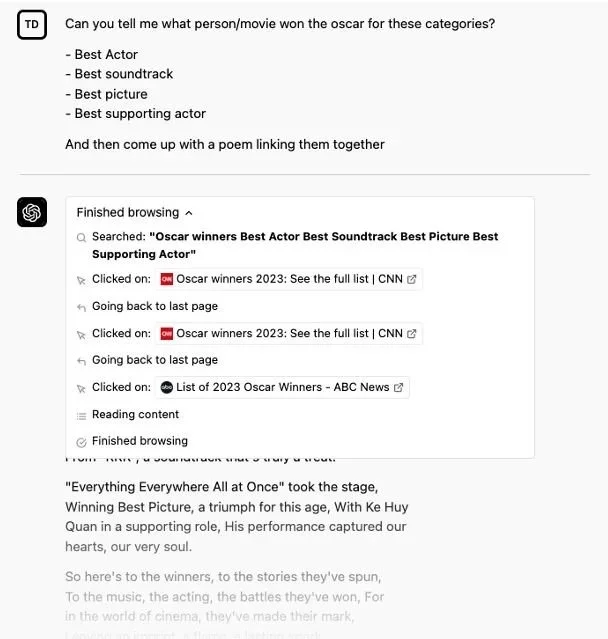 TD
Can you tell me what person/movie won the oscar for these categories?
- Best Actor
- Best soundtrack
- Best picture
- Best supporting actor
And then come up with a poem linking them together
Finished browsing
Searched: "Oscar winners Best Actor Best Soundtrack Best Picture Best
Supporting Actor"
Clicked on: CNN Oscar winners 2023: See the full list | CNN
Going back to last page
Clicked on: CNN Oscar winners 2023: See the full list | CNN
Going back to last page
Clicked on: abc List of 2023 Oscar Winners - ABC News
Reading content
Finished browsing
From "RRR", a soundtrack that's truly a treat.
"Everything Everywhere All at Once" took the stage,
Winning Best Picture, a triumph for this age, With Ke Huy
Quan in a supporting role, His performance captured our
hearts, our very soul.
So here's to the winners, to the stories they've spun,
To the music, the acting, the battles they've won, For
in the world of cinema, they've made their mark,